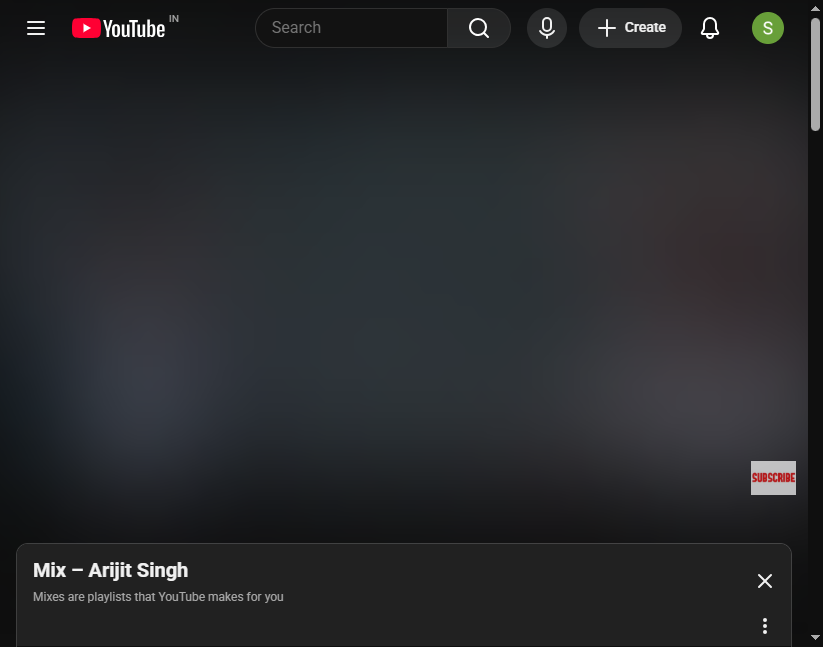 YouTube IN
Search
Create
S
SUBSCRIBE
Mix – Arijit Singh
Mixes are playlists that YouTube makes for you